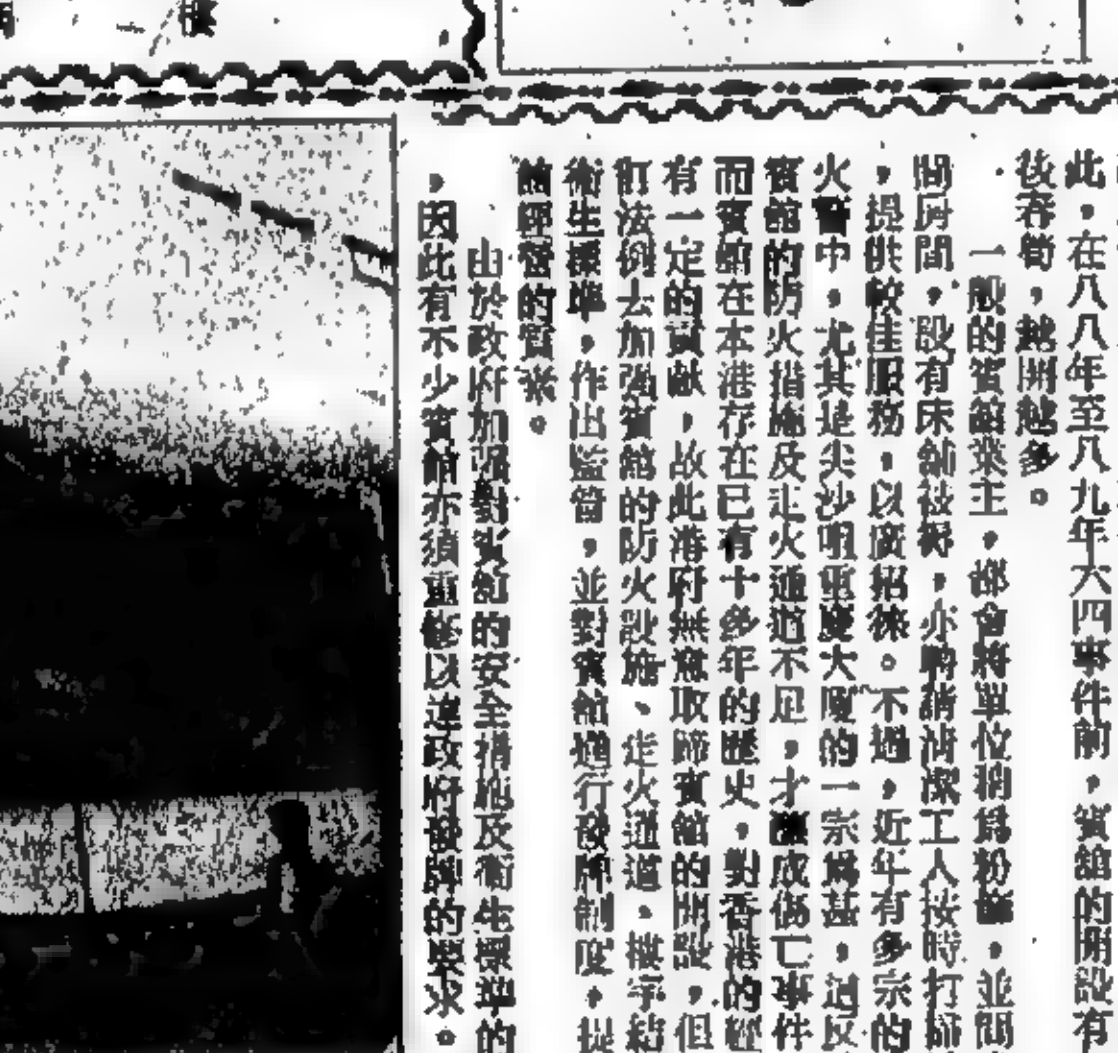 此，在八八年至八九年六四事件前，賓館的開設有
後春筍，越開越多。
一般的賓館業主，都會將單位稍爲粉，並間
間房間，設有床舖被褥，亦聘請清潔工人按時打掃
，提供較佳服務，以廣招徠。不過，近年有多宗的
火中，尤其是尖沙咀重慶大廈的一宗爲甚，這反
賓館的防火措施及走火通道不足，才釀成傷亡事件
而賓館在本港存在已有十多年的歷史，對香港的經
有一定的貢獻，故此港府無意取締賓館的開設，但
訂法例去加強賓館的防火設施、走火通道，樓宇結
衛生標準，作出監管，並對賓館進行發牌制度，提
館經營的質素。
由於政府加强對賓館的安全措施及衛生標準的
，因此有不少賓館亦須重修以達政府發牌的要求。